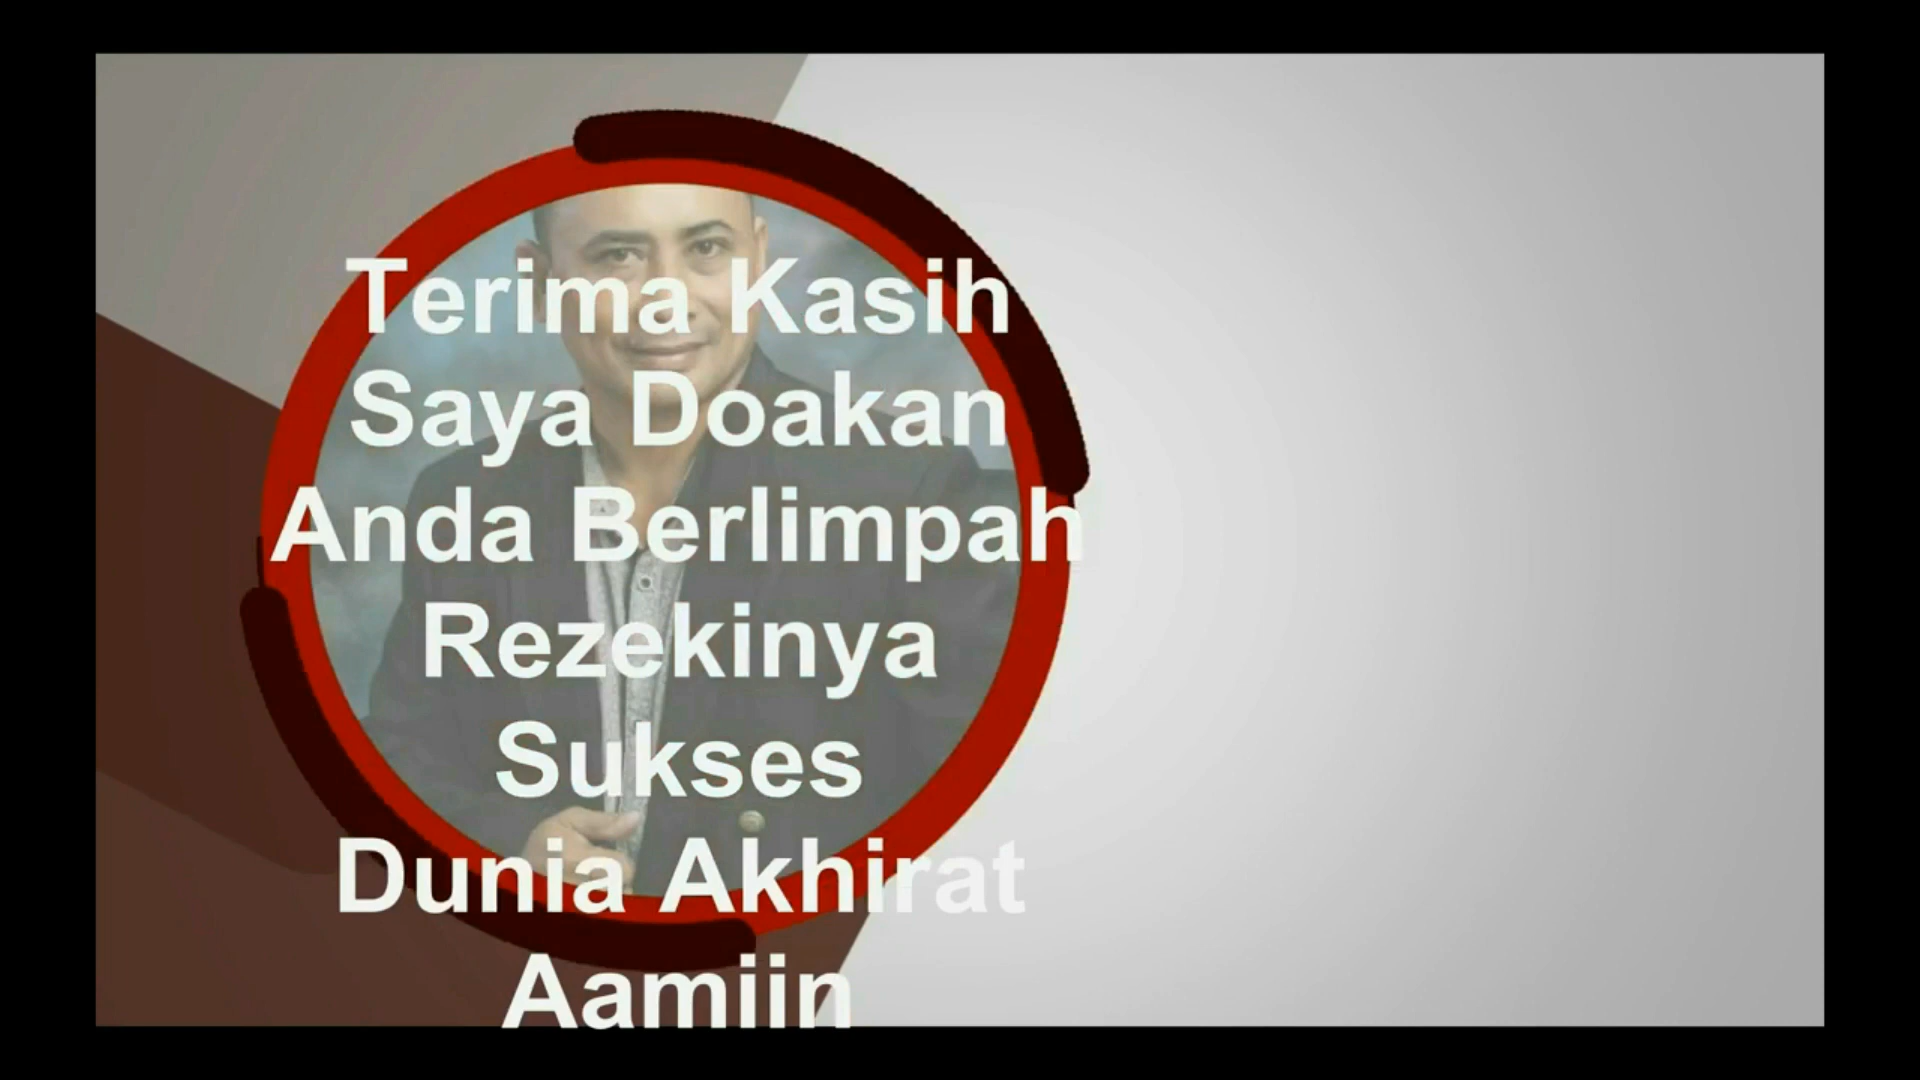 Terima Kasih
Saya Doakan
Anda Berlimpah
Rezekinya
Sukses
Dunia Akhirat
Aamiin